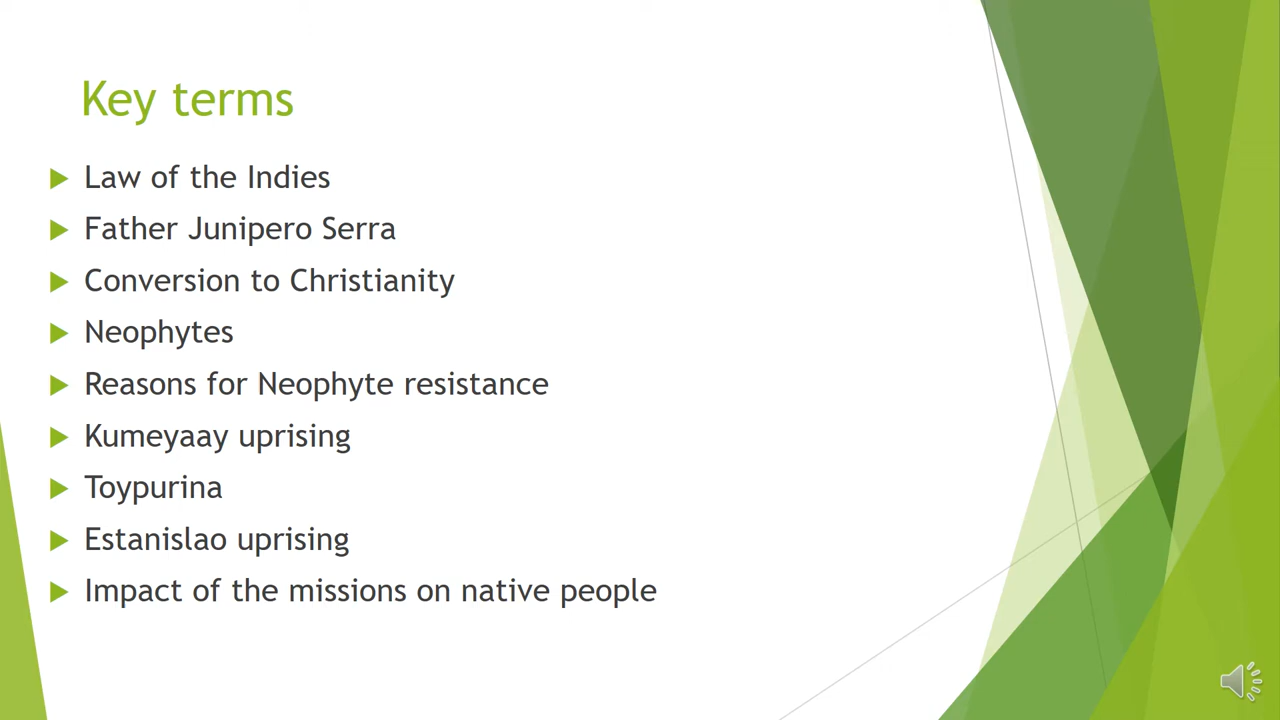 Key terms
Law of the Indies
Father Junipero Serra
Conversion to Christianity
Neophytes
Reasons for Neophyte resistance
Kumeyaay uprising
Toypurina
Estanislao uprising
Impact of the missions on native people